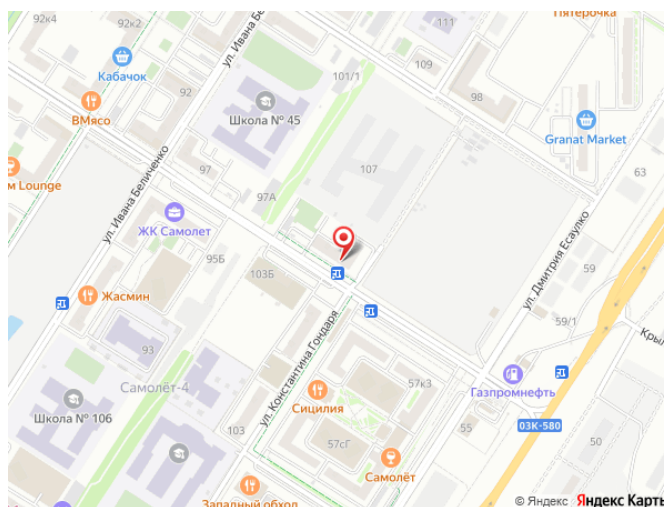 92к4
92к2
Кабачок
ул. Ивана Бе
111
Пятёрочка
109
101/1
92
ВМясо
98
Школа № 45
Granat Market
107
97
м Lounge
63
97А
ул. Ивана Беличенко
ЖК Самолет
95Б
103Б
59
ул. Дмитрия Есаулко
Жасмин
59/1
Кры
93
ул. Константина Гондаря
Самолёт-4
57к3
Газпромнефть
Сицилия
Школа № 106
103
55
03К-580
57сГ
50
Самолёт
Западный обход
© Яндекс Яндекс Карты